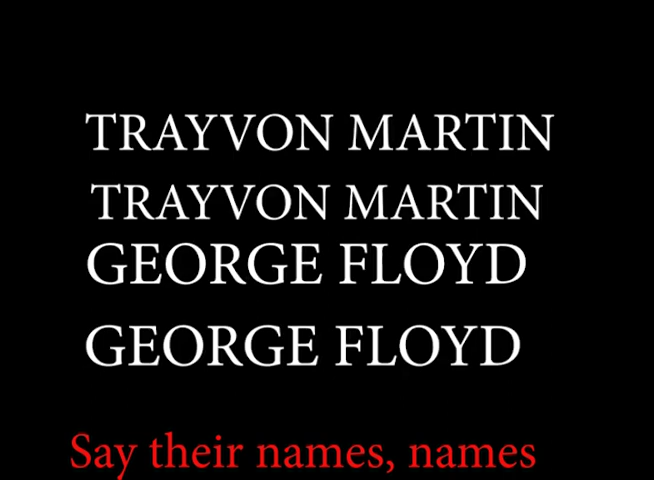 TRAYVON MARTIN
TRAYVON MARTIN
GEORGE FLOYD
GEORGE FLOYD
Say their names, names